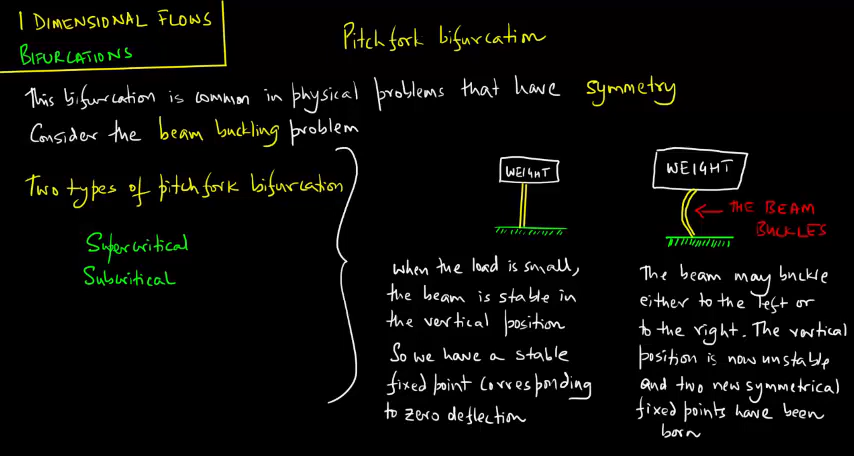 1 DIMENSIONAL FLOWS
BIFURCATIONS
Pitchfork bifurcation
This bifurcation is common in physical problems that have symmetry
Consider the beam buckling problem
Two types of pitchfork bifurcation
Supercritical
Subcritical
WEIGHT
when the load is small,
the beam is stable in
the vertical position
So we have a stable
fixed point corresponding
to zero deflection
WEIGHT
THE BEAM
BUCKLES
The beam may buckle
either to the left or
to the right. The vertical
position is now unstable
and two new symmetrical
fixed points have been
born